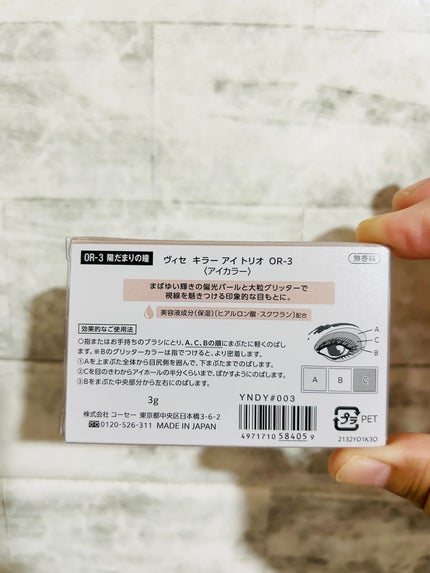 OR-3 陽だまりの瞳
ヴィセ キラー アイ トリオ OR-3
〈アイカラー〉
無香料
まばゆい輝きの偏光パールと大粒グリッターで
視線を魅きつける印象的な目もとに。
美容液成分(保湿)[ヒアルロン酸・スクワラン]配合
効果的なご使用法
○指またはお手持ちのブラシにとり、A、C、Bの順にまぶたに軽くのばし
ます。※Bのグリッターカラーは指でつけると、より密着します。
①Aを上まぶた全体から目尻側を囲んで、下まぶたまでのばします。
②Cを目のきわからアイホールの半分くらいまで、ぼかすようにのばします。
③Bをまぶた中央部分から左右にのばします。
A
C
B
A B C
3g
YNDY#003
株式会社 コーセー 東京都中央区日本橋3-6-2
0120-526-311 MADE IN JAPAN
4971710 584059
プラ PET
2132Y01K30